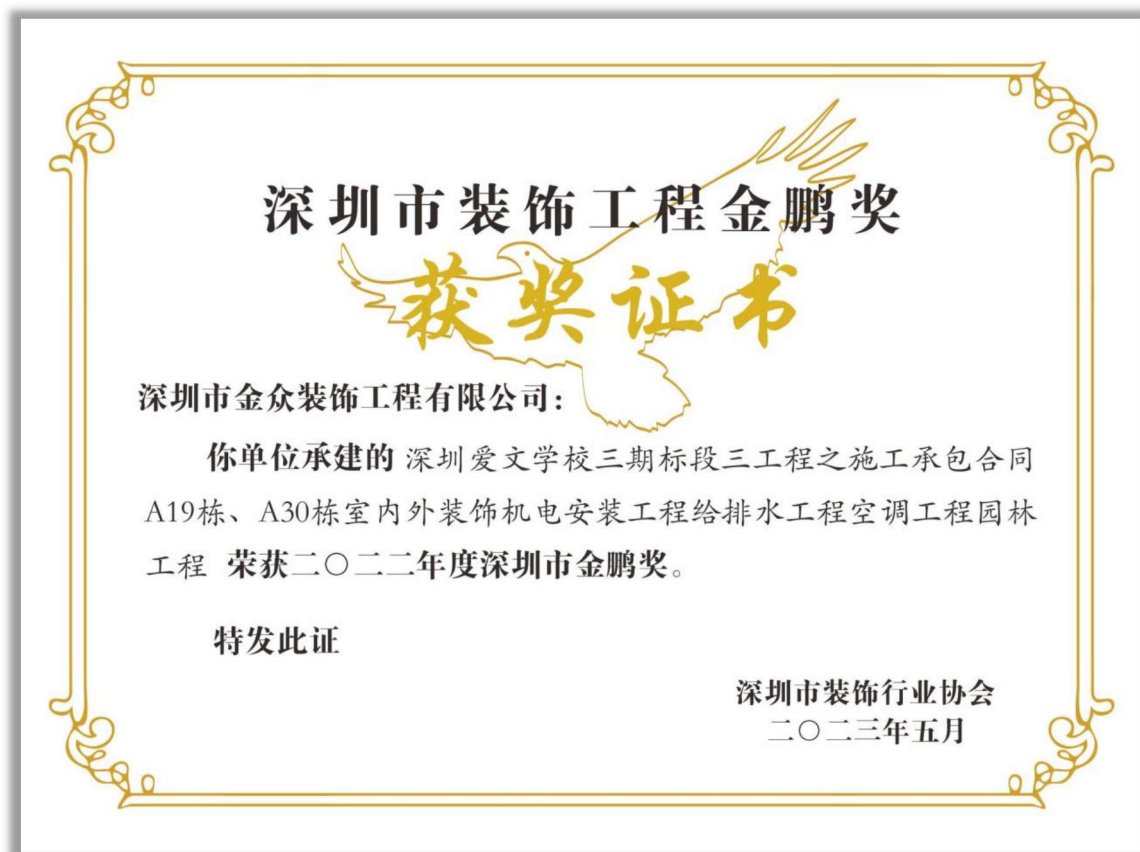 深圳市装饰工程金鹏奖
获奖证书
深圳市金众装饰工程有限公司：
你单位承建的 深圳爱文学校三期标段三工程之施工承包合同
A19栋、A30栋室内外装饰机电安装工程给排水工程空调工程园林
工程 荣获二〇二二年度深圳市金鹏奖。
特发此证
深圳市装饰行业协会
二〇二三年五月